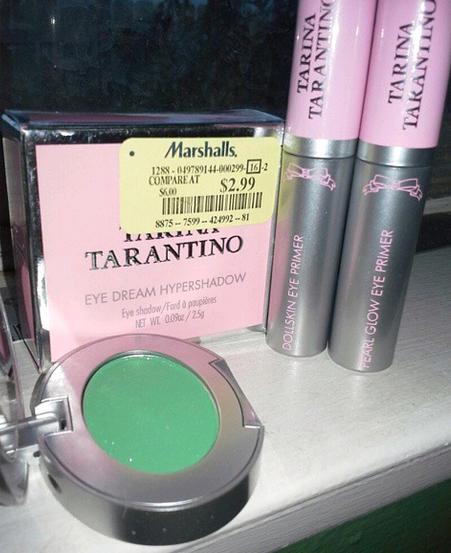 Marshalls.
1288 - 049789144-000299-16-2
COMPARE AT
$6.00
$2.99
8875 - 7599 - 424992 - 81
TARINA
TARANTINO
EYE DREAM HYPERSHADOW
Eye shadow/Fard à paupières
NET WT. 0.09oz / 2.5g
TARINA
TARANTINO
DOLLSKIN EYE PRIMER
TARINA
TARANTINO
PEARL GLOW EYE PRIMER